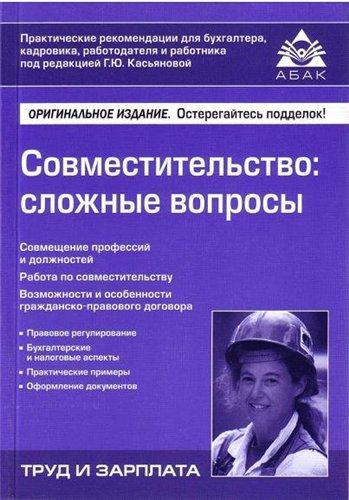 Практические рекомендации для бухгалтера,
кадровика, работодателя и работника
под редакцией Г.Ю. Касьяновой
АБАК
ОРИГИНАЛЬНОЕ ИЗДАНИЕ. Остерегайтесь подделок!
Совместительство:
сложные вопросы
Совмещение профессий
и должностей
Работа по совместительству
Возможности и особенности
гражданско-правового договора
• Правовое регулирование
• Бухгалтерские
и налоговые аспекты
• Практические примеры
• Оформление документов
ТРУД И ЗАРПЛАТА